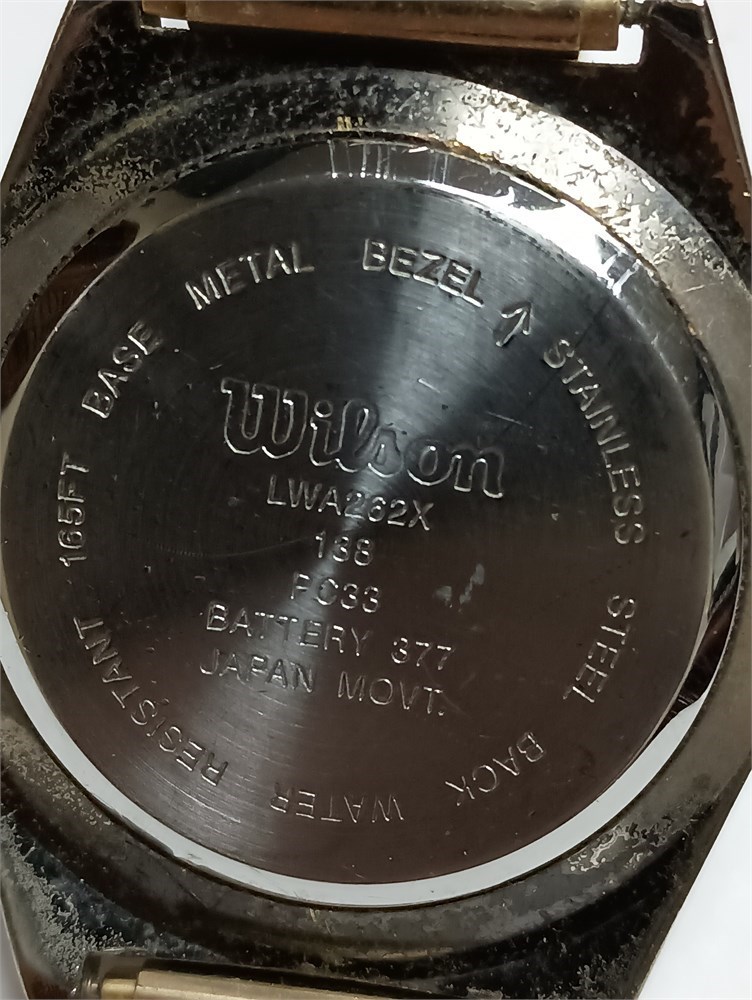 165FT BASE METAL BEZEL ↑ STAINLESS STEEL BACK WATER RESISTANT
Wilson
LWA262X
138
PC33
BATTERY 377
JAPAN MOVT.